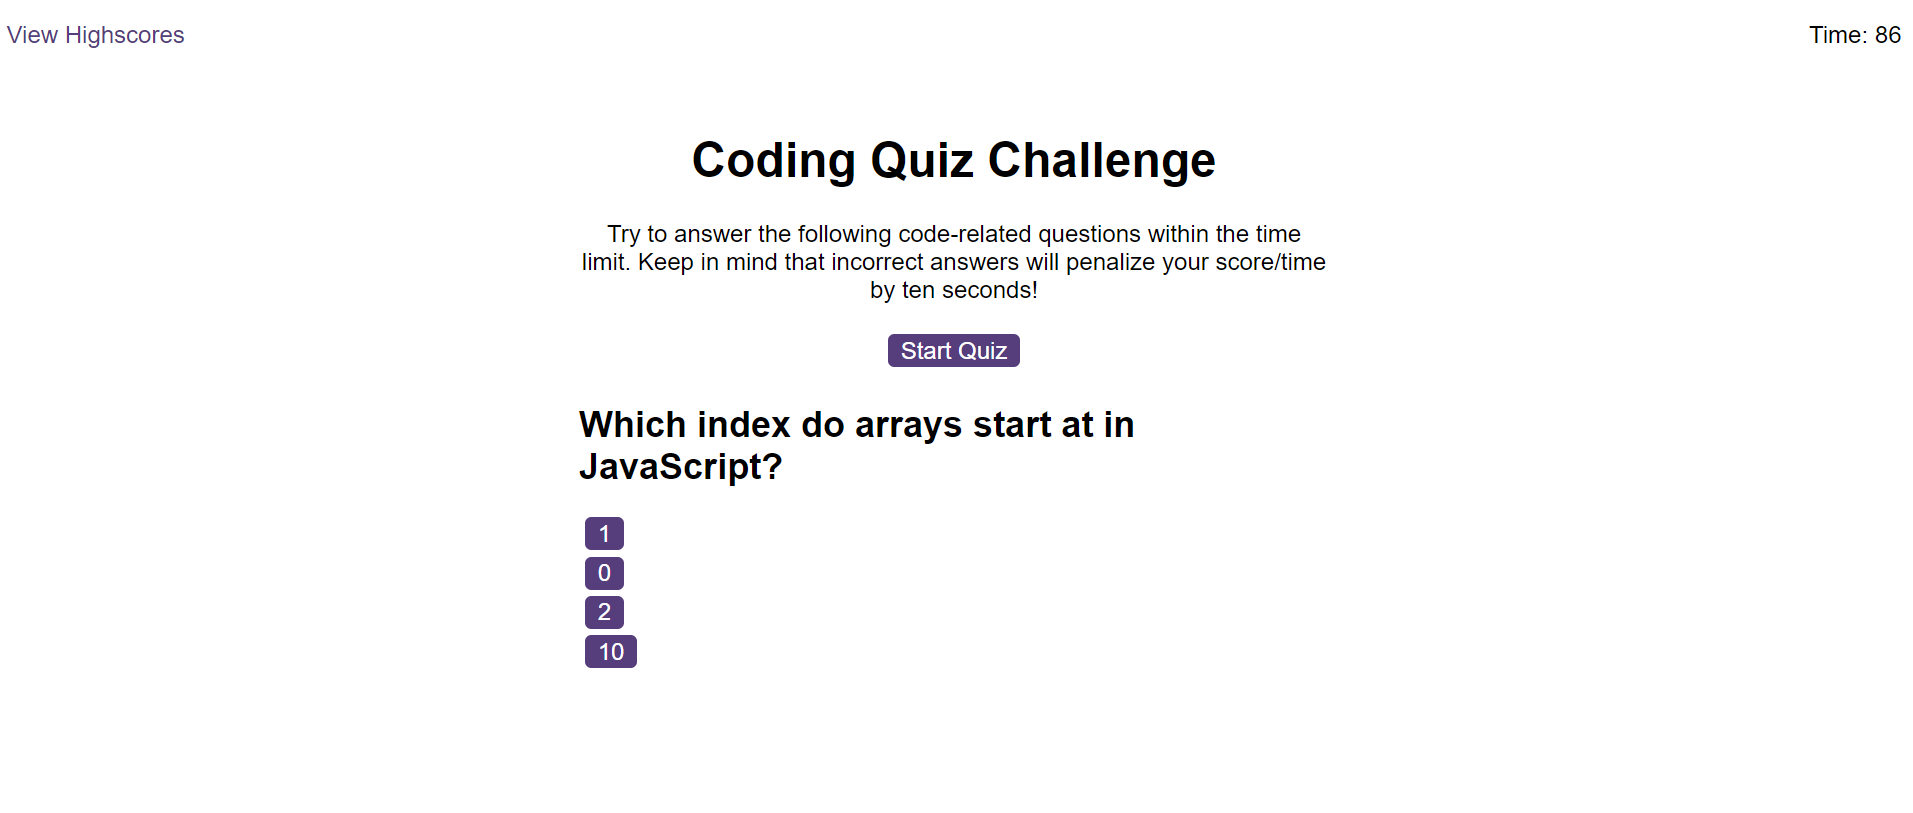 View Highscores
Time: 86
Coding Quiz Challenge
Try to answer the following code-related questions within the time
limit. Keep in mind that incorrect answers will penalize your score/time
by ten seconds!
Start Quiz
Which index do arrays start at in
JavaScript?
1
0
2
10